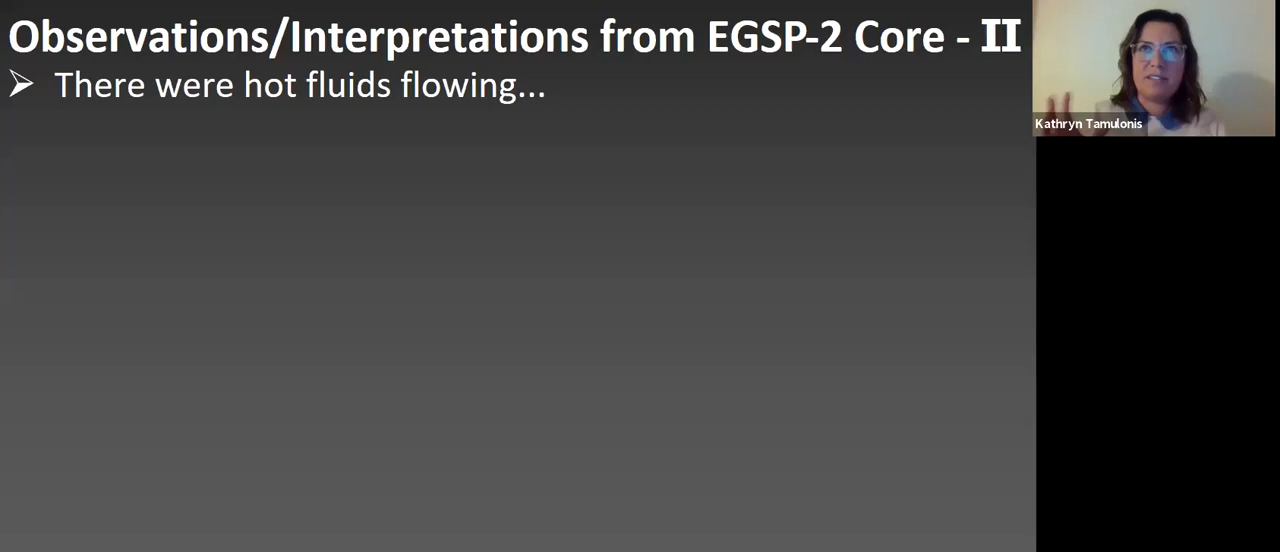 Observations/Interpretations from EGSP-2 Core - II
There were hot fluids flowing...
Kathryn Tamulonis